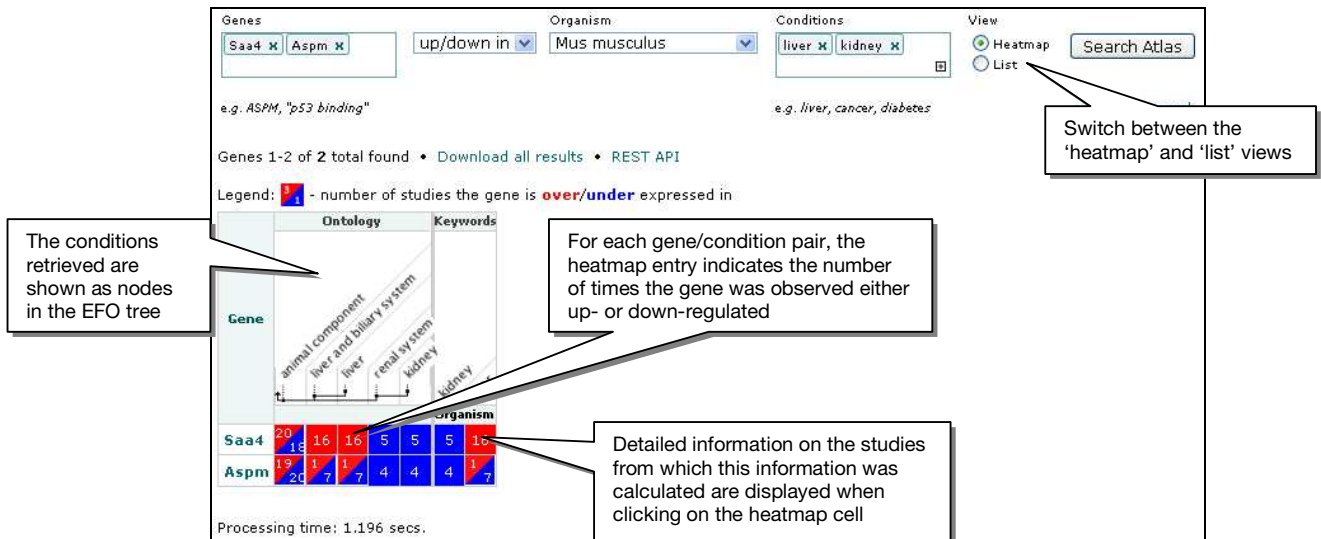 Genes Organism Conditions View
Saa4 x Aspm x up/down in Mus musculus liver x kidney x Heatmap Search Atlas
List
e.g. ASPM, "p53 binding" e.g. liver, cancer, diabetes
Switch between the
‘heatmap’ and ‘list’ views
Genes 1-2 of 2 total found • Download all results • REST API
Legend: 3 1 - number of studies the gene is over/under expressed in
The conditions
retrieved are
shown as nodes
in the EFO tree
For each gene/condition pair, the
heatmap entry indicates the number
of times the gene was observed either
up- or down-regulated
Ontology Keywords
Gene
animal component
liver and biliary system
liver
renal system
kidney
kidney
Organism
Saa4 20 18 16 16 5 5 5 16
Aspm 19 20 1 7 1 7 4 4 4 1 7
Detailed information on the studies
from which this information was
calculated are displayed when
clicking on the heatmap cell
Processing time: 1.196 secs.